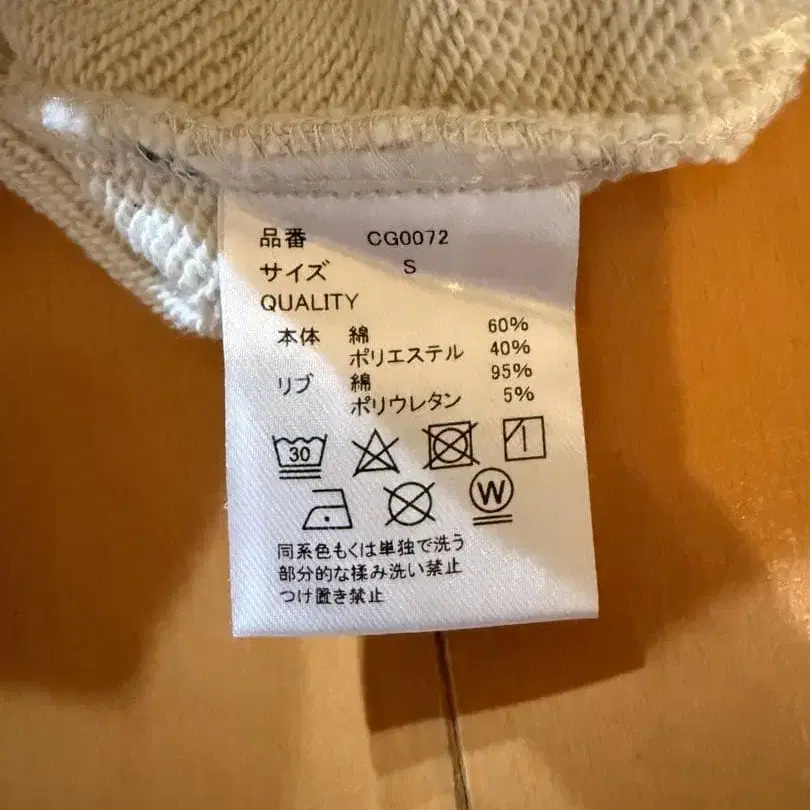 品番 CG0072
サイズ S
QUALITY
本体 綿 60%
ポリエステル 40%
リブ 綿 95%
ポリウレタン 5%
30
W
同系色もくは単独で洗う
部分的な揉み洗い禁止
つけ置き禁止